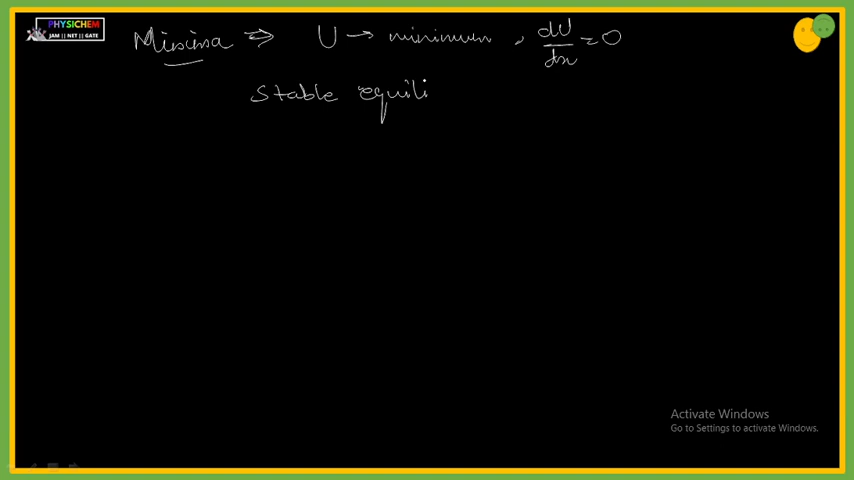 PHYSICHEM
JAM || NET || GATE
Minima ⇒ U → minimum , dU/dx = 0
stable equili
Activate Windows
Go to Settings to activate Windows.